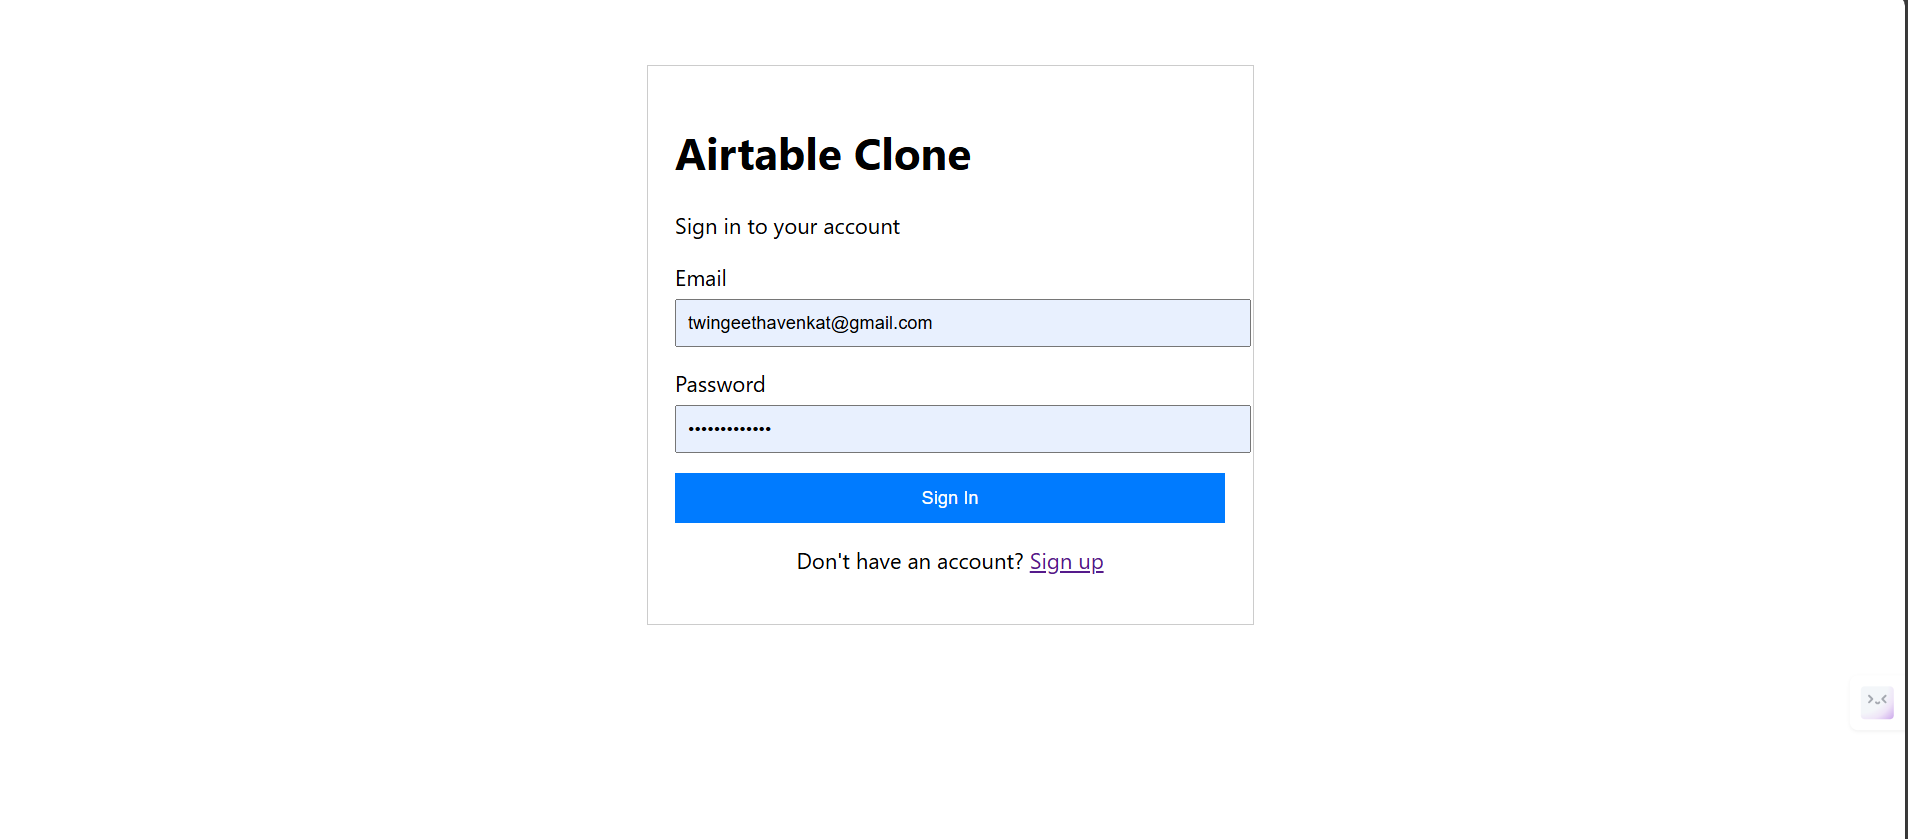 Airtable Clone
Sign in to your account
Email
twingeethavenkat@gmail.com
Password
•••••••••••••
Sign In
Don't have an account? Sign up